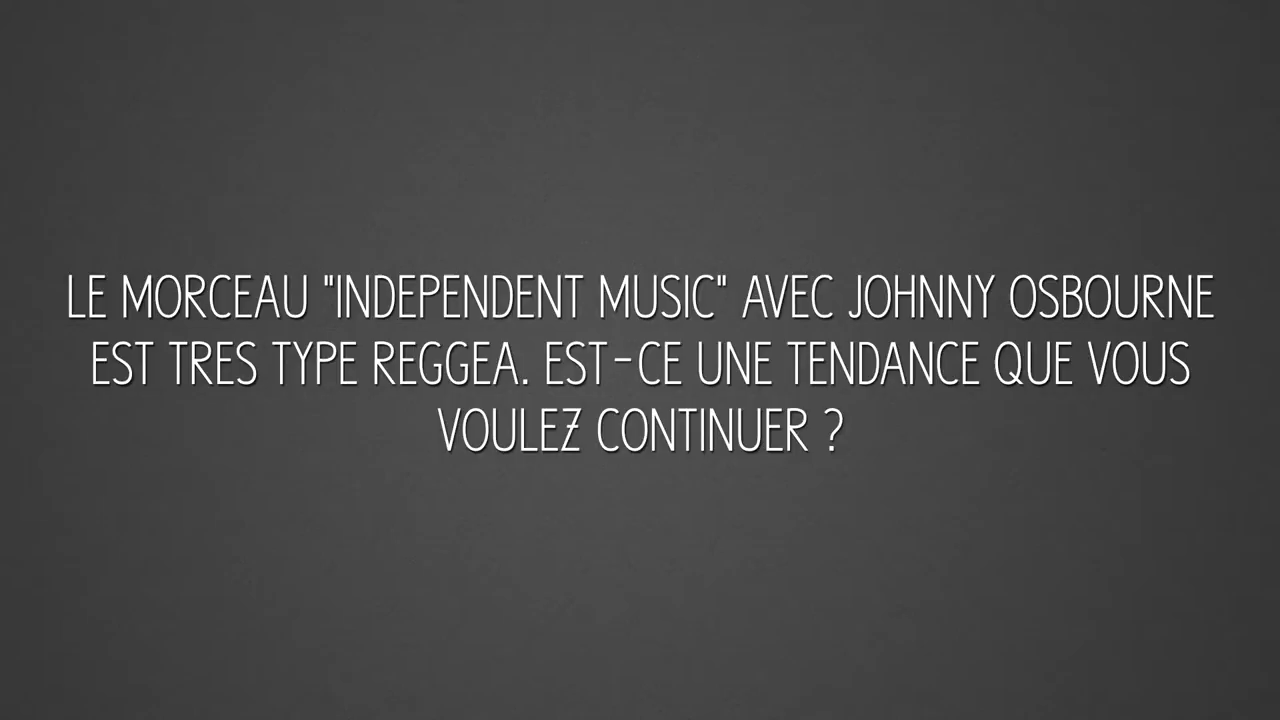 LE MORCEAU "INDEPENDENT MUSIC" AVEC JOHNNY OSBOURNE
EST TRES TYPE REGGEA. EST-CE UNE TENDANCE QUE VOUS
VOULEZ CONTINUER ?